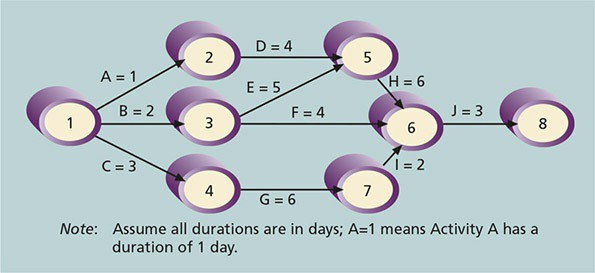 D = 4
2
5
A = 1
H = 6
E = 5
B = 2
F = 4
J = 3
1
3
6
8
C = 3
I = 2
4
7
G = 6
Note: Assume all durations are in days; A=1 means Activity A has a
duration of 1 day.